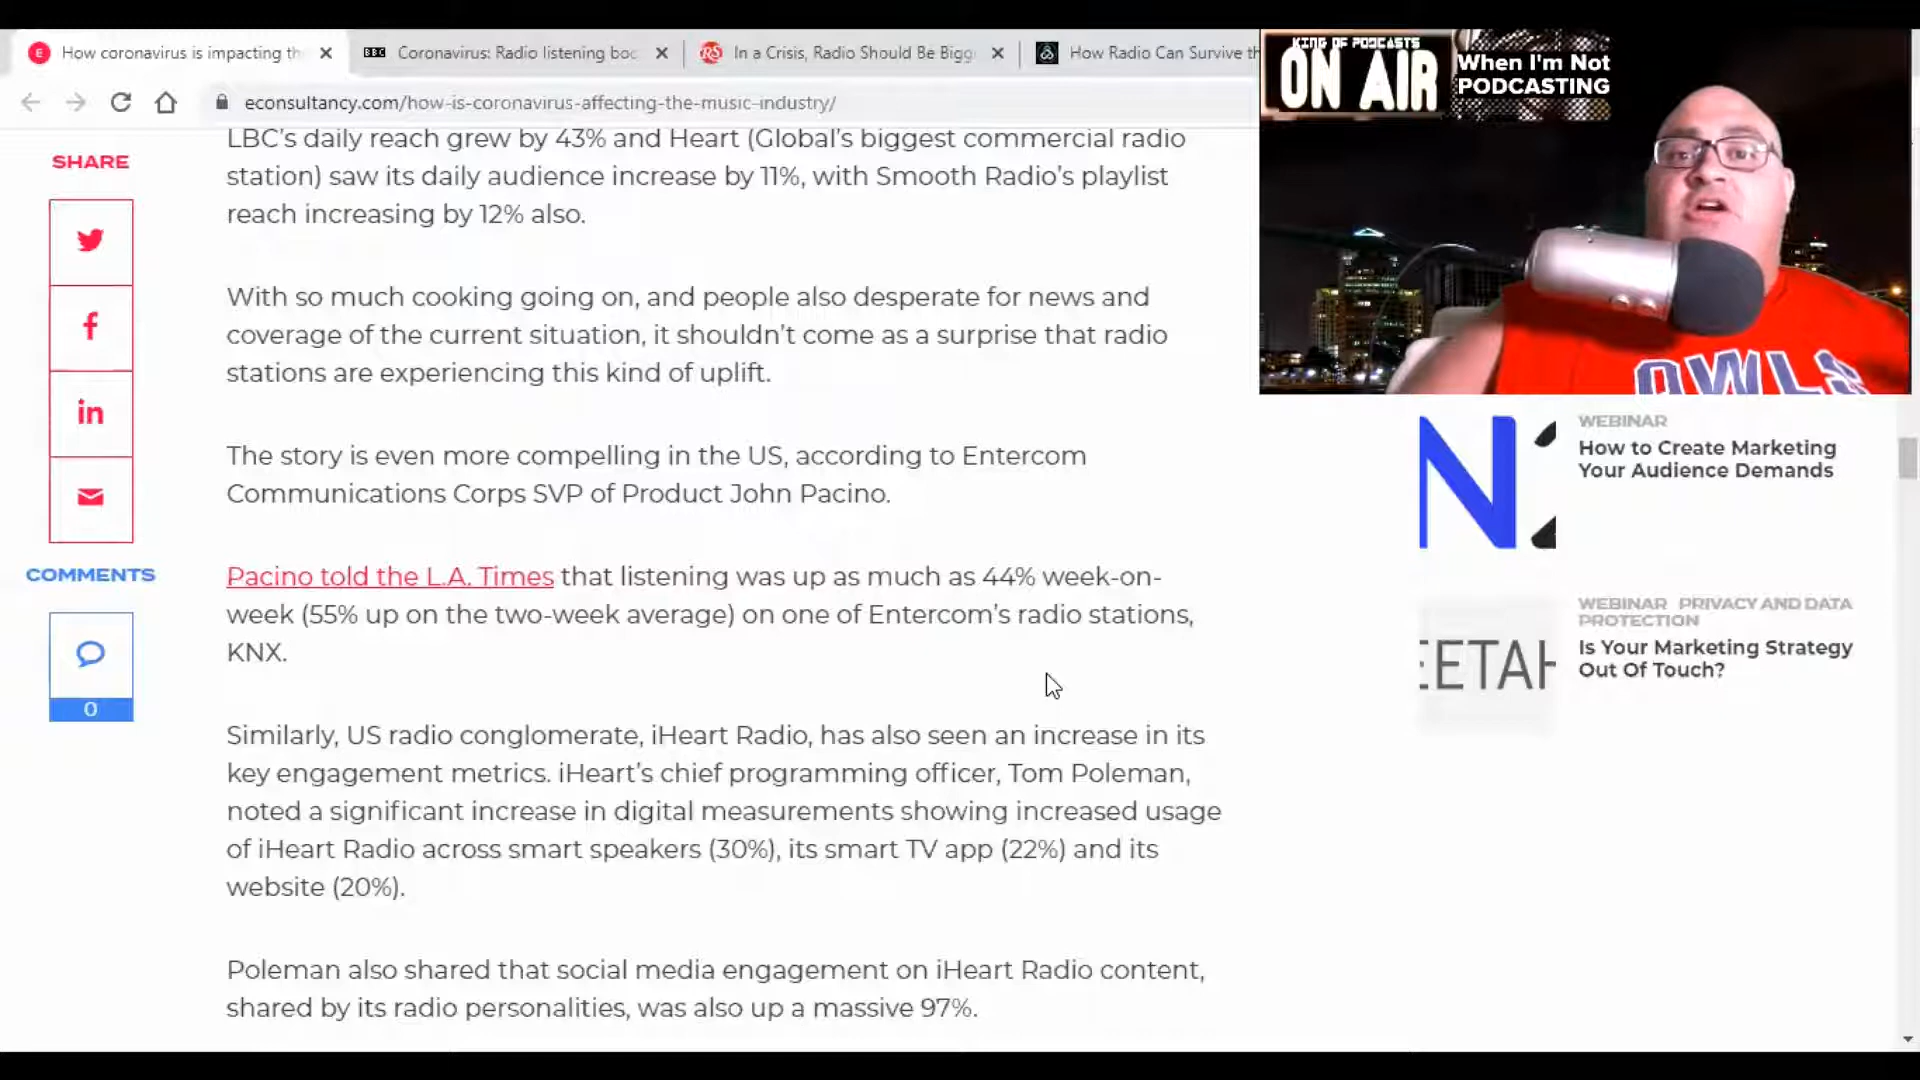 How coronavirus is impacting th
BBC
Coronavirus: Radio listening boo
RS
In a Crisis, Radio Should Be Bigg
How Radio Can Survive th
econsultancy.com/how-is-coronavirus-affecting-the-music-industry/
KING OF PODCASTS
ON AIR
When I'm Not
PODCASTING
OWLS
SHARE
f
in
COMMENTS
0
LBC's daily reach grew by 43% and Heart (Global's biggest commercial radio
station) saw its daily audience increase by 11%, with Smooth Radio's playlist
reach increasing by 12% also.
With so much cooking going on, and people also desperate for news and
coverage of the current situation, it shouldn't come as a surprise that radio
stations are experiencing this kind of uplift.
The story is even more compelling in the US, according to Entercom
Communications Corps SVP of Product John Pacino.
Pacino told the L.A. Times that listening was up as much as 44% week-on-
week (55% up on the two-week average) on one of Entercom's radio stations,
KNX.
Similarly, US radio conglomerate, iHeart Radio, has also seen an increase in its
key engagement metrics. iHeart's chief programming officer, Tom Poleman,
noted a significant increase in digital measurements showing increased usage
of iHeart Radio across smart speakers (30%), its smart TV app (22%) and its
website (20%).
Poleman also shared that social media engagement on iHeart Radio content,
shared by its radio personalities, was also up a massive 97%.
N
WEBINAR
How to Create Marketing
Your Audience Demands
EETAH
WEBINAR PRIVACY AND DATA
PROTECTION
Is Your Marketing Strategy
Out Of Touch?